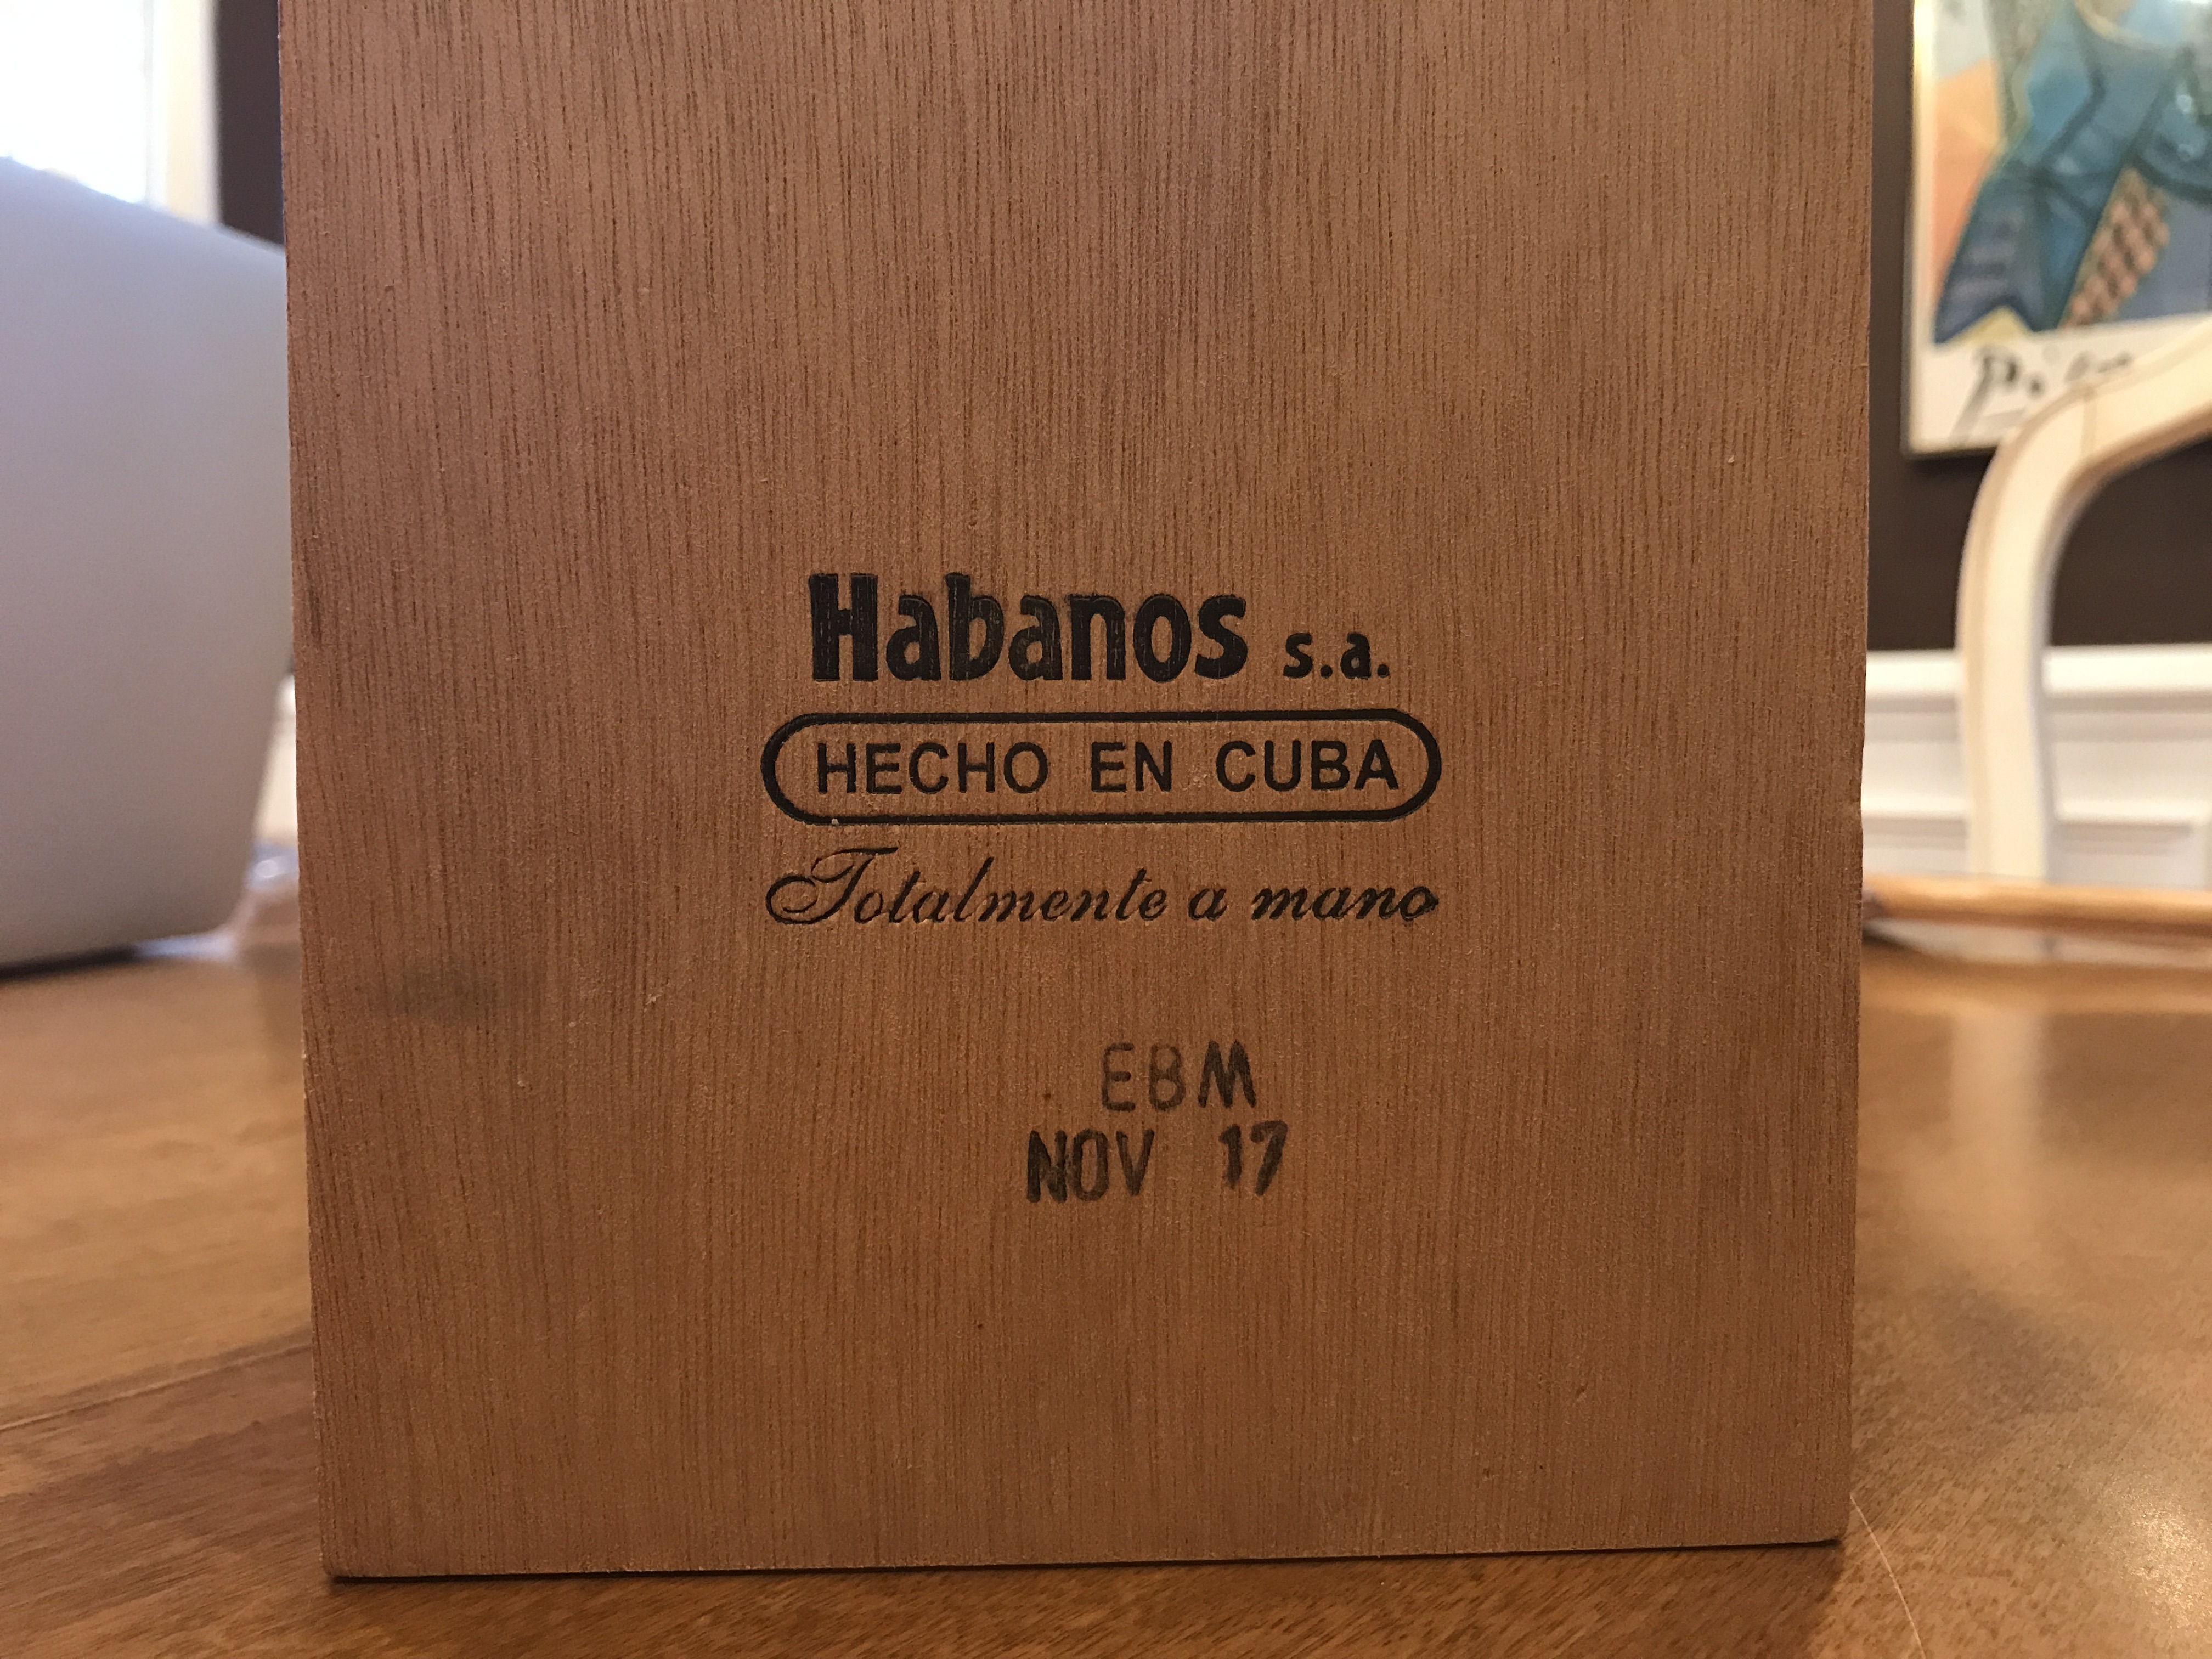 Habanos s.a.
HECHO EN CUBA
Totalmente a mano
EBM
NOV 17